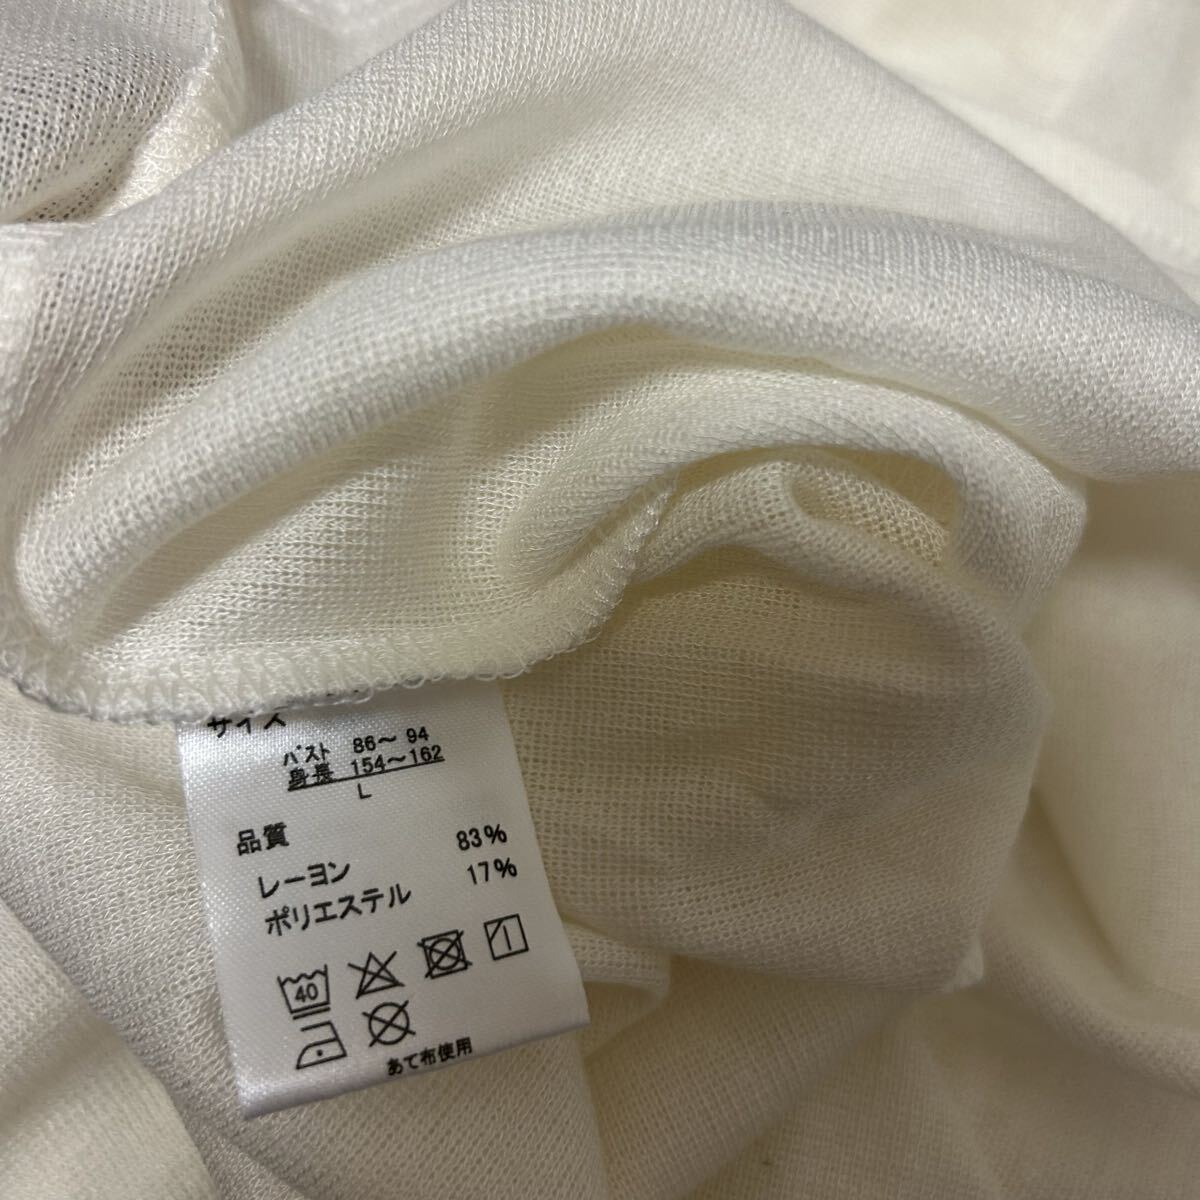 サイズ
バスト 86～94
身長 154～162
L
品質
レーヨン 83%
ポリエステル 17%
40
あて布使用